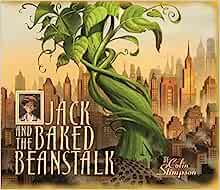 JACK
AND THE BAKED
BEANSTALK
BY
Colin
Stimpson